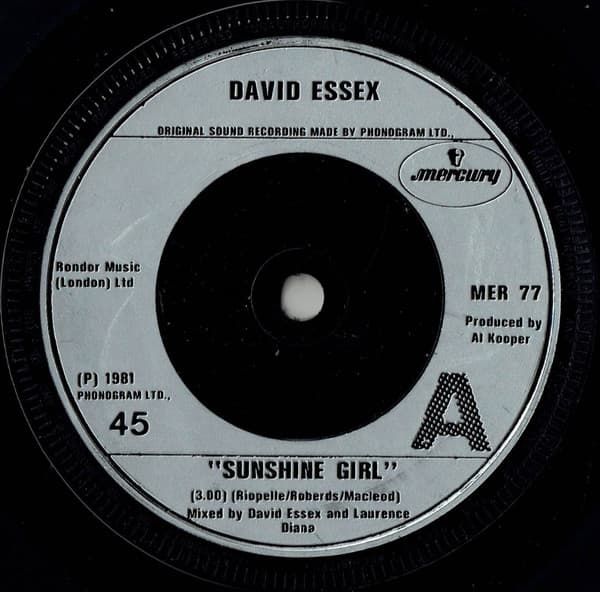 DAVID ESSEX
ORIGINAL SOUND RECORDING MADE BY PHONOGRAM LTD.,
mercury
Rondor Music
(London) Ltd
MER 77
Produced by
Al Kooper
(P) 1981
PHONOGRAM LTD.,
45
A
"SUNSHINE GIRL"
(3.00) (Riopelle/Roberds/Macleod)
Mixed by David Essex and Laurence
Diana